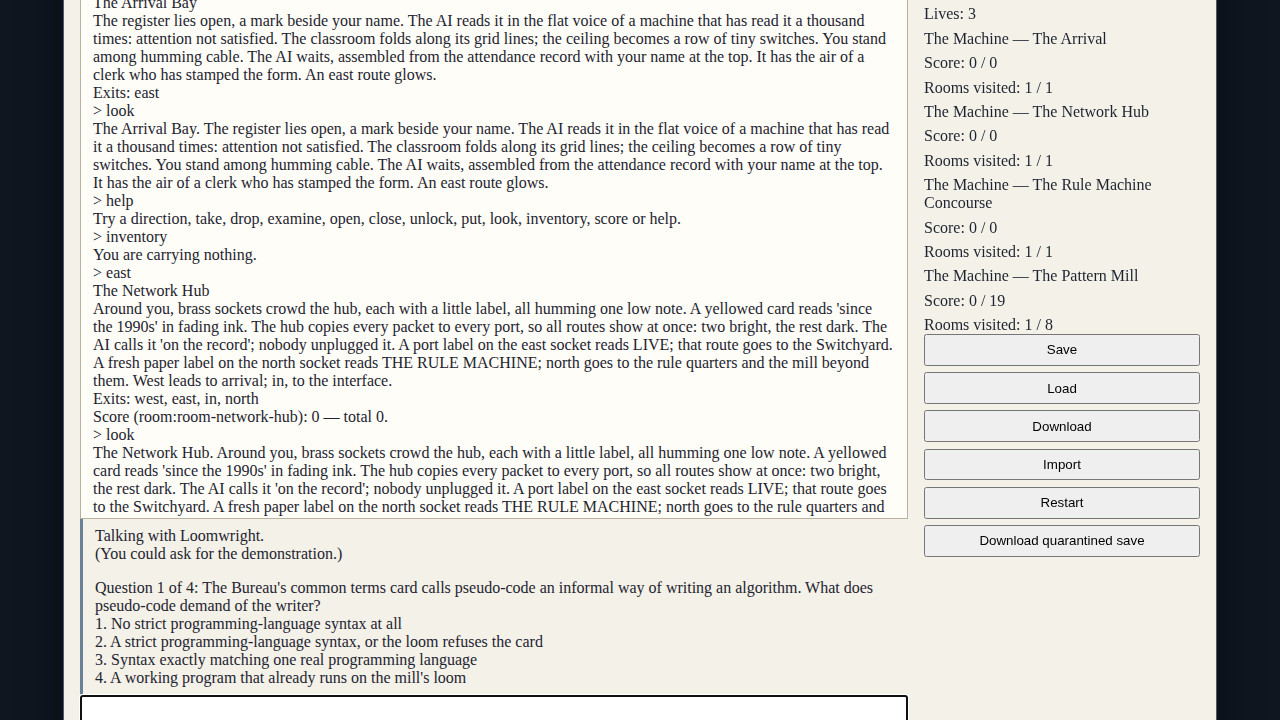 The Arrival Bay
The register lies open, a mark beside your name. The AI reads it in the flat voice of a machine that has read it a thousand
times: attention not satisfied. The classroom folds along its grid lines; the ceiling becomes a row of tiny switches. You stand
among humming cable. The AI waits, assembled from the attendance record with your name at the top. It has the air of a
clerk who has stamped the form. An east route glows.
Exits: east
> look
The Arrival Bay. The register lies open, a mark beside your name. The AI reads it in the flat voice of a machine that has read
it a thousand times: attention not satisfied. The classroom folds along its grid lines; the ceiling becomes a row of tiny
switches. You stand among humming cable. The AI waits, assembled from the attendance record with your name at the top.
It has the air of a clerk who has stamped the form. An east route glows.
> help
Try a direction, take, drop, examine, open, close, unlock, put, look, inventory, score or help.
> inventory
You are carrying nothing.
> east
The Network Hub
Around you, brass sockets crowd the hub, each with a little label, all humming one low note. A yellowed card reads 'since
the 1990s' in fading ink. The hub copies every packet to every port, so all routes show at once: two bright, the rest dark. The
AI calls it 'on the record'; nobody unplugged it. A port label on the east socket reads LIVE; that route goes to the Switchyard.
A fresh paper label on the north socket reads THE RULE MACHINE; north goes to the rule quarters and the mill beyond
them. West leads to arrival; in, to the interface.
Exits: west, east, in, north
Score (room:room-network-hub): 0 — total 0.
> look
The Network Hub. Around you, brass sockets crowd the hub, each with a little label, all humming one low note. A yellowed
card reads 'since the 1990s' in fading ink. The hub copies every packet to every port, so all routes show at once: two bright,
the rest dark. The AI calls it 'on the record'; nobody unplugged it. A port label on the east socket reads LIVE; that route goes
to the Switchyard. A fresh paper label on the north socket reads THE RULE MACHINE; north goes to the rule quarters and
Talking with Loomwright.
(You could ask for the demonstration.)
Question 1 of 4: The Bureau's common terms card calls pseudo-code an informal way of writing an algorithm. What does
pseudo-code demand of the writer?
1. No strict programming-language syntax at all
2. A strict programming-language syntax, or the loom refuses the card
3. Syntax exactly matching one real programming language
4. A working program that already runs on the mill's loom
Lives: 3
The Machine — The Arrival
Score: 0 / 0
Rooms visited: 1 / 1
The Machine — The Network Hub
Score: 0 / 0
Rooms visited: 1 / 1
The Machine — The Rule Machine
Concourse
Score: 0 / 0
Rooms visited: 1 / 1
The Machine — The Pattern Mill
Score: 0 / 19
Rooms visited: 1 / 8
Save
Load
Download
Import
Restart
Download quarantined save